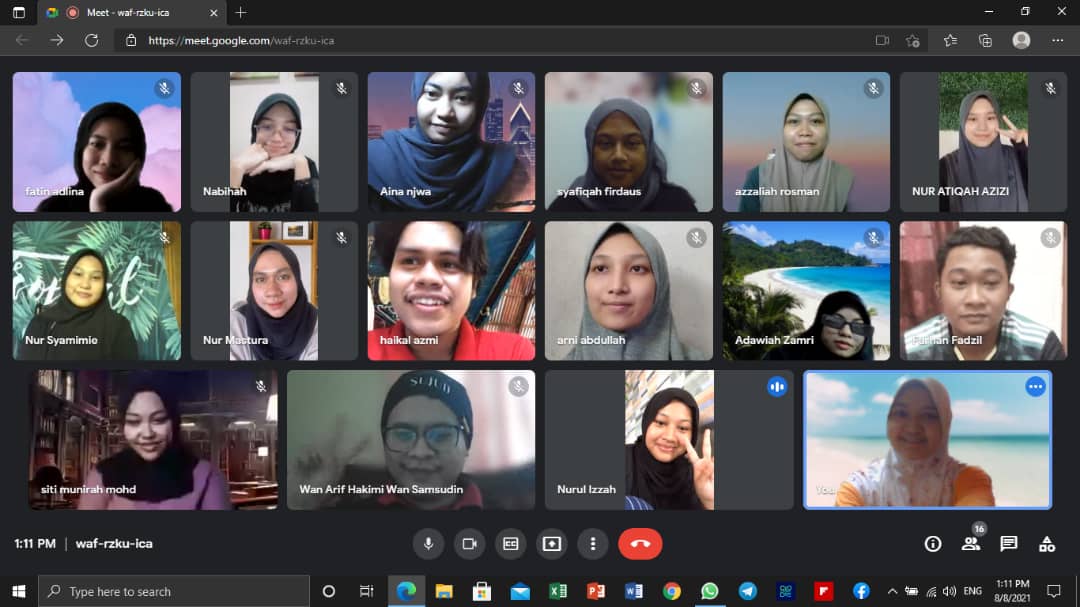 Meet - waf-rzku-ica
https://meet.google.com/waf-rzku-ica
fatin adlina
Nabihah
Aina njwa
syafiqah firdaus
azzaliah rosman
NUR ATIQAH AZIZI
Nur Syamimie
Nur Mastura
haikal azmi
arni abdullah
Adawiah Zamri
Farhan Fadzil
siti munirah mohd
SUJUD
Wan Arif Hakimi Wan Samsudin
Nurul Izzah
You
1:11 PM | waf-rzku-ica
CC
16
Type here to search
ENG
1:11 PM
8/8/2021